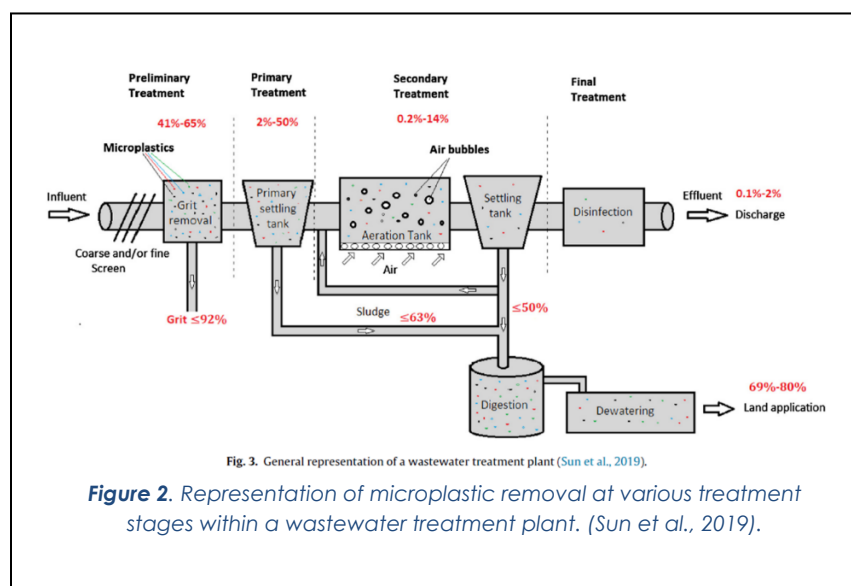 Preliminary
Treatment
Primary
Treatment
Secondary
Treatment
Final
Treatment
41%-65%
2%-50%
0.2%-14%
Microplastics
Air bubbles
Influent
Grit
removal
Primary
settling
tank
Aeration Tank
Settling
tank
Disinfection
Effluent
0.1%-2%
Discharge
Coarse and/or fine
Screen
Air
Grit ≤92%
Sludge
≤63%
≤50%
Digestion
Dewatering
69%-80%
Land application
Fig. 3. General representation of a wastewater treatment plant (Sun et al., 2019).
Figure 2. Representation of microplastic removal at various treatment
stages within a wastewater treatment plant. (Sun et al., 2019).